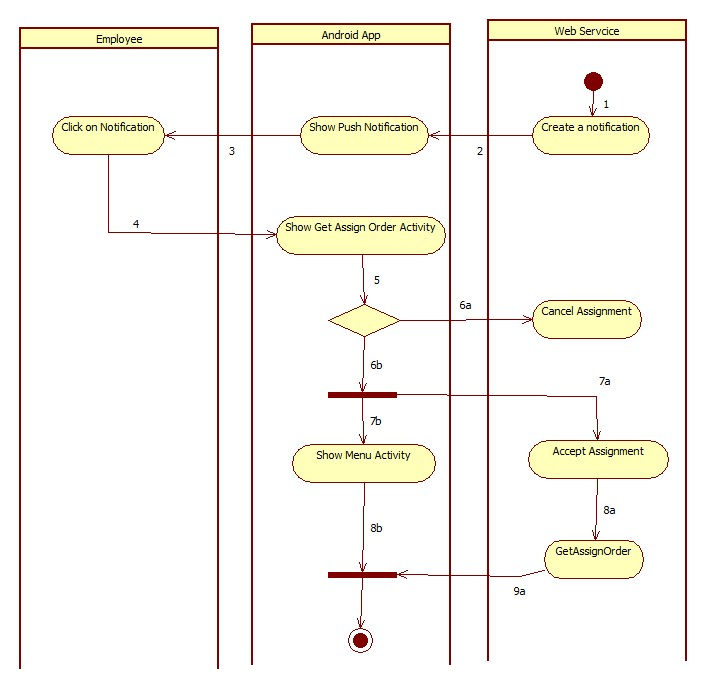 Employee
Android App
Web Servcice
1
Click on Notification
Show Push Notification
Create a notification
3
2
4
Show Get Assign Order Activity
5
6a
Cancel Assignment
6b
7a
7b
Show Menu Activity
Accept Assignment
8a
8b
GetAssignOrder
9a